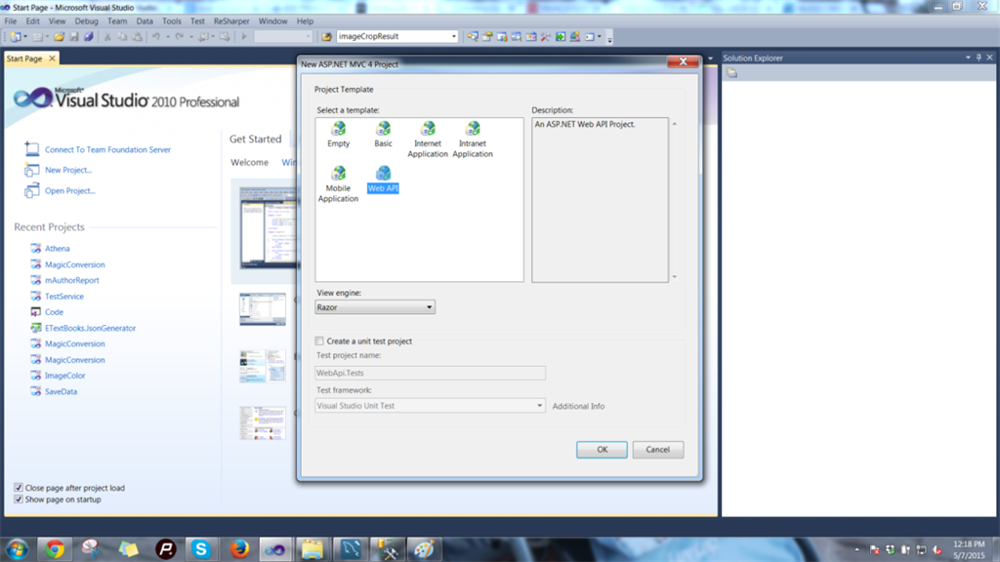 Start Page - Microsoft Visual Studio
File Edit View Debug Team Data Tools Test ReSharper Window Help
imageCropResult
Start Page
Solution Explorer
Microsoft
Visual Studio 2010 Professional
Connect To Team Foundation Server
New Project...
Open Project...
Recent Projects
Athena
MagicConversion
mAuthorReport
TestService
Code
ETextBooks.JsonGenerator
MagicConversion
MagicConversion
ImageColor
SaveData
Close page after project load
Show page on startup
Get Started
Welcome
New ASP.NET MVC 4 Project
Project Template
Select a template:
Empty
Basic
Internet Application
Intranet Application
Mobile Application
Web API
Description:
An ASP.NET Web API Project.
View engine:
Razor
Create a unit test project
Test project name:
WebApi.Tests
Test framework:
Visual Studio Unit Test
Additional Info
OK
Cancel
12:18 PM
5/7/2015